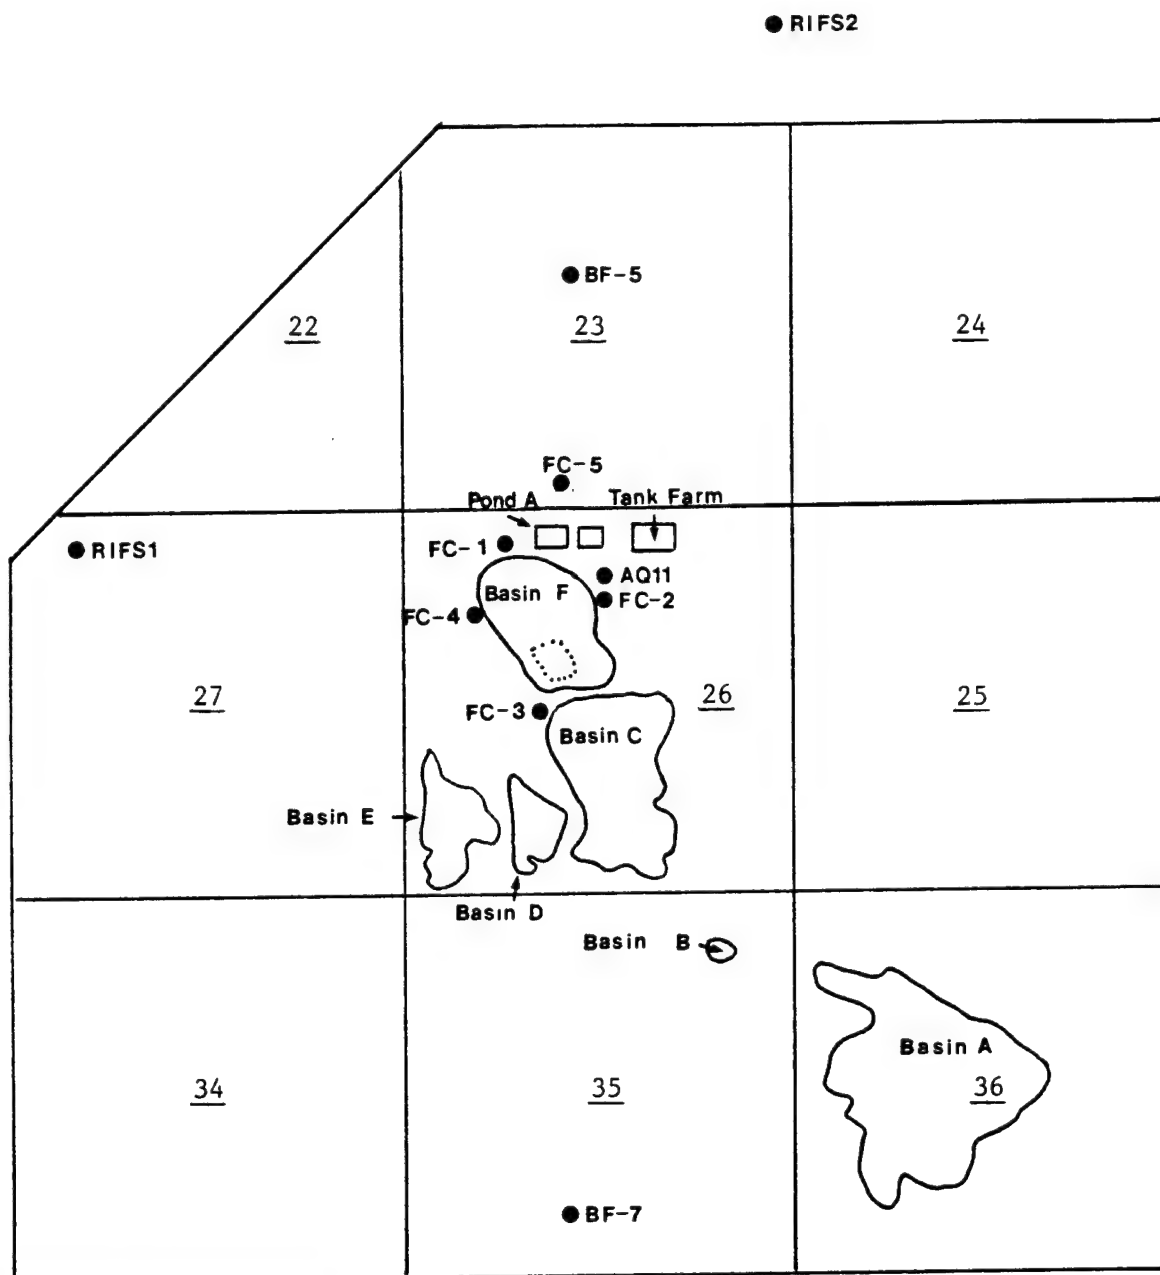 RIFS2
BF-5
22
23
24
FC-5
Pond A
Tank Farm
RIFS1
FC-1
AQ11
Basin F
FC-2
FC-4
27
26
25
FC-3
Basin C
Basin E
Basin D
Basin B
Basin A
34
35
36
BF-7